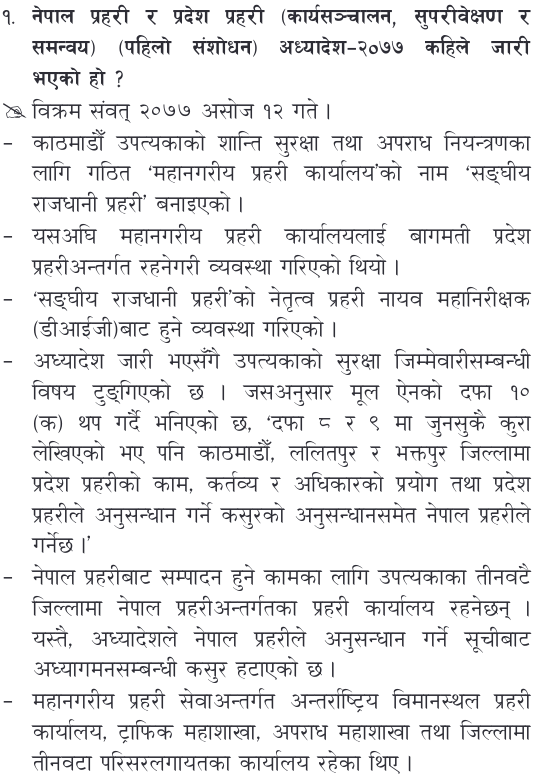 १. नेपाल प्रहरी र प्रदेश प्रहरी (कार्यसञ्चालन, सुपरीवेक्षण र
समन्वय) (पहिलो संशोधन) अध्यादेश-२०७७ कहिले जारी
भएको हो ?
विक्रम संवत् २०७७ असोज १२ गते ।
- काठमाडौँ उपत्यकाको शान्ति सुरक्षा तथा अपराध नियन्त्रणका
लागि गठित ‘महानगरीय प्रहरी कार्यालय’को नाम ‘सङ्घीय
राजधानी प्रहरी’ बनाइएको ।
- यसअघि महानगरीय प्रहरी कार्यालयलाई बागमती प्रदेश
प्रहरीअन्तर्गत रहनेगरी व्यवस्था गरिएको थियो ।
- ‘सङ्घीय राजधानी प्रहरी’को नेतृत्व प्रहरी नायव महानिरीक्षक
(डीआईजी)बाट हुने व्यवस्था गरिएको ।
- अध्यादेश जारी भएसँगै उपत्यकाको सुरक्षा जिम्मेवारीसम्बन्धी
विषय टुङ्गिएको छ । जसअनुसार मूल ऐनको दफा १०
(क) थप गर्दै भनिएको छ, ‘दफा ८ र ९ मा जुनसुकै कुरा
लेखिएको भए पनि काठमाडौँ, ललितपुर र भक्तपुर जिल्लामा
प्रदेश प्रहरीको काम, कर्तव्य र अधिकारको प्रयोग तथा प्रदेश
प्रहरीले अनुसन्धान गर्ने कसुरको अनुसन्धानसमेत नेपाल प्रहरीले
गर्नेछ ।’
- नेपाल प्रहरीबाट सम्पादन हुने कामका लागि उपत्यकाका तीनवटै
जिल्लामा नेपाल प्रहरीअन्तर्गतका प्रहरी कार्यालय रहनेछन् ।
यस्तै, अध्यादेशले नेपाल प्रहरीले अनुसन्धान गर्ने सूचीबाट
अध्यागमनसम्बन्धी कसुर हटाएको छ ।
- महानगरीय प्रहरी सेवाअन्तर्गत अन्तर्राष्ट्रिय विमानस्थल प्रहरी
कार्यालय, ट्राफिक महाशाखा, अपराध महाशाखा तथा जिल्लामा
तीनवटा परिसरलगायतका कार्यालय रहेका थिए ।